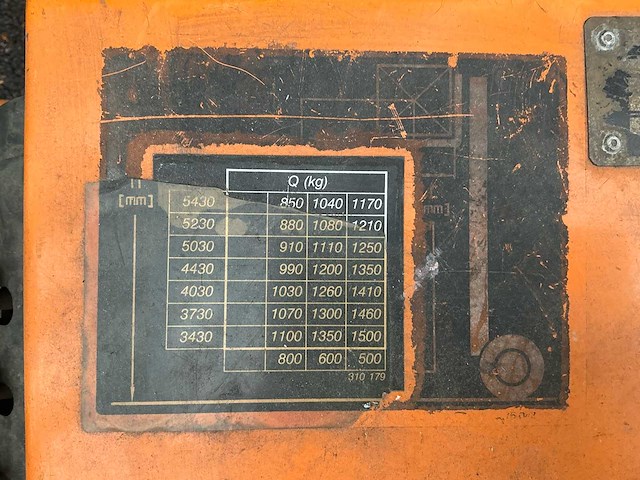 Q (kg)
H
[mm]
5430 850 1040 1170
5230 880 1080 1210
mm]
5030 910 1110 1250
4430 990 1200 1350
4030 1030 1260 1410
3730 1070 1300 1460
3430 1100 1350 1500
800 600 500
310 179